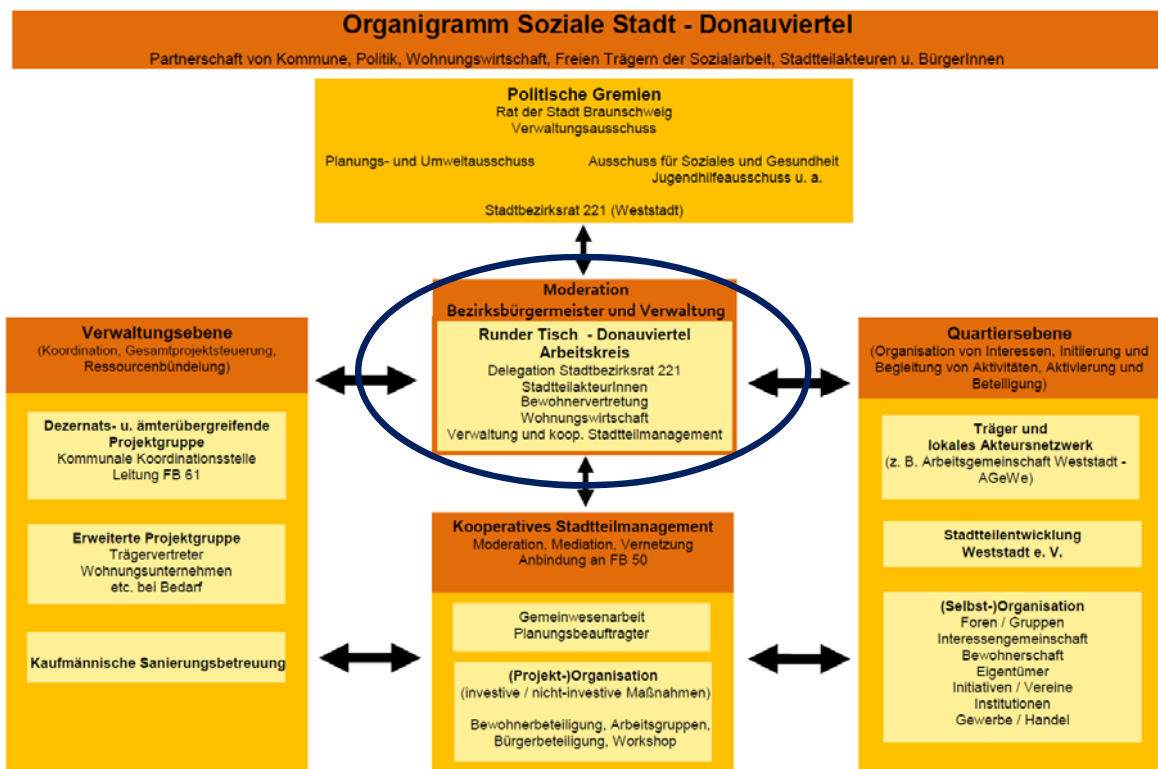 Organigramm Soziale Stadt - Donauviertel
Partnerschaft von Kommune, Politik, Wohnungswirtschaft, Freien Trägern der Sozialarbeit, Stadtteilakteuren u. BürgerInnen
Politische Gremien
Rat der Stadt Braunschweig
Verwaltungsausschuss
Planungs- und Umweltausschuss
Ausschuss für Soziales und Gesundheit
Jugendhilfeausschuss u. a.
Stadtbezirksrat 221 (Weststadt)
Moderation
Bezirksbürgermeister und Verwaltung
Runder Tisch - Donauviertel
Arbeitskreis
Delegation Stadtbezirksrat 221
StadtteilakteurInnen
Bewohnervertretung
Wohnungswirtschaft
Verwaltung und koop. Stadtteilmanagement
Verwaltungsebene
(Koordination, Gesamtprojektsteuerung,
Ressourcenbündelung)
Dezernats- u. ämterübergreifende
Projektgruppe
Kommunale Koordinationsstelle
Leitung FB 61
Erweiterte Projektgruppe
Trägervertreter
Wohnungsunternehmen
etc. bei Bedarf
Kaufmännische Sanierungsbetreuung
Kooperatives Stadtteilmanagement
Moderation, Mediation, Vernetzung
Anbindung an FB 50
Gemeinwesenarbeit
Planungsbeauftragter
(Projekt-)Organisation
(investive / nicht-investive Maßnahmen)
Bewohnerbeteiligung, Arbeitsgruppen,
Bürgerbeteiligung, Workshop
Quartiersebene
(Organisation von Interessen, Initiierung und
Begleitung von Aktivitäten, Aktivierung und
Beteiligung)
Träger und
lokales Akteursnetzwerk
(z. B. Arbeitsgemeinschaft Weststadt -
AGeWe)
Stadtteilentwicklung
Weststadt e. V.
(Selbst-)Organisation
Foren / Gruppen
Interessengemeinschaft
Bewohnerschaft
Eigentümer
Initiativen / Vereine
Institutionen
Gewerbe / Handel